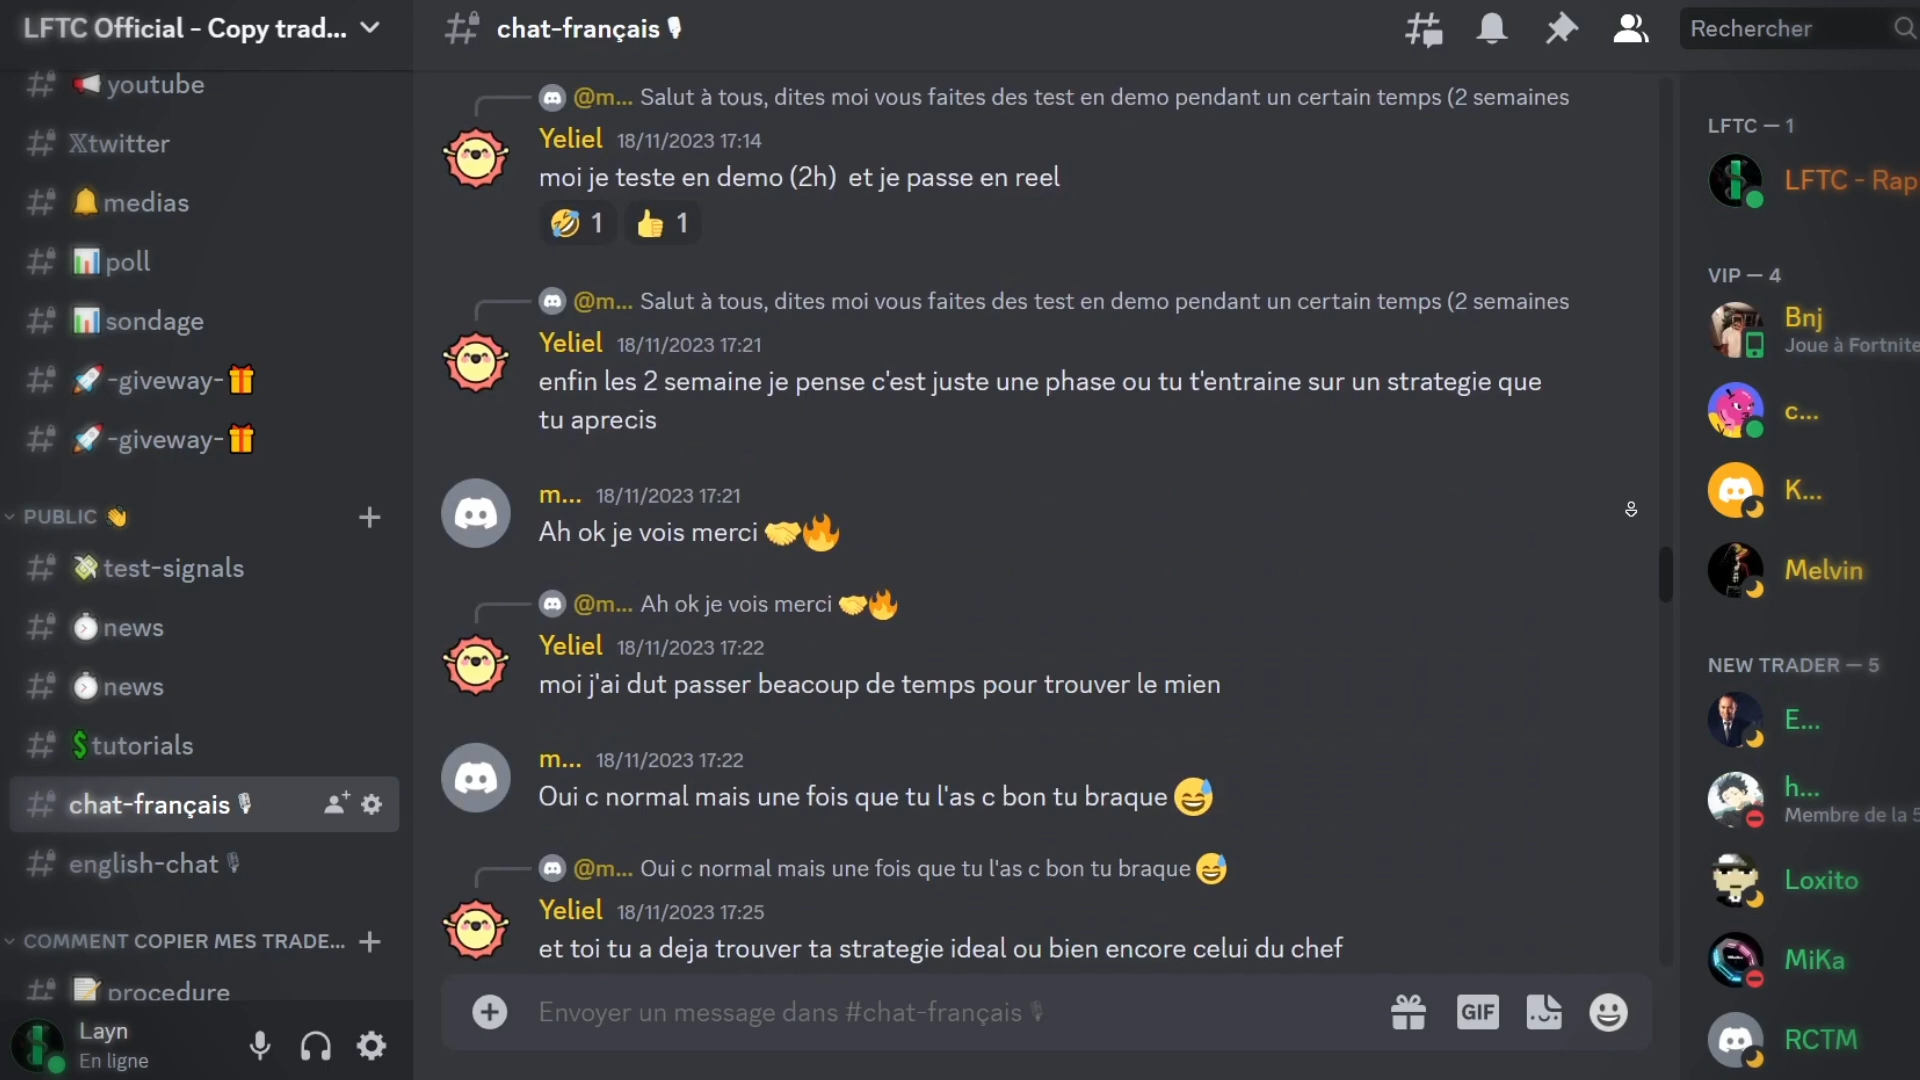 LFTC Official - Copy trad...
youtube
𝕏twitter
medias
poll
sondage
-giveway-
-giveway-
PUBLIC 👋
test-signals
news
news
tutorials
chat-français 🎙
english-chat 🎙
COMMENT COPIER MES TRADE...
procedure
Layn
En ligne
chat-français 🎙
Rechercher
@m... Salut à tous, dites moi vous faites des test en demo pendant un certain temps (2 semaines
Yeliel 18/11/2023 17:14
moi je teste en demo (2h) et je passe en reel
🤣 1 👍 1
@m... Salut à tous, dites moi vous faites des test en demo pendant un certain temps (2 semaines
Yeliel 18/11/2023 17:21
enfin les 2 semaine je pense c'est juste une phase ou tu t'entraine sur un strategie que
tu aprecis
m... 18/11/2023 17:21
Ah ok je vois merci 🤝🔥
@m... Ah ok je vois merci 🤝🔥
Yeliel 18/11/2023 17:22
moi j'ai dut passer beacoup de temps pour trouver le mien
m... 18/11/2023 17:22
Oui c normal mais une fois que tu l'as c bon tu braque 😅
@m... Oui c normal mais une fois que tu l'as c bon tu braque 😅
Yeliel 18/11/2023 17:25
et toi tu a deja trouver ta strategie ideal ou bien encore celui du chef
Envoyer un message dans #chat-français 🎙
GIF
LFTC — 1
LFTC - Rap
VIP — 4
Bnj
Joue à Fortnite
c...
K...
Melvin
NEW TRADER — 5
E...
h...
Membre de la 5
Loxito
MiKa
RCTM